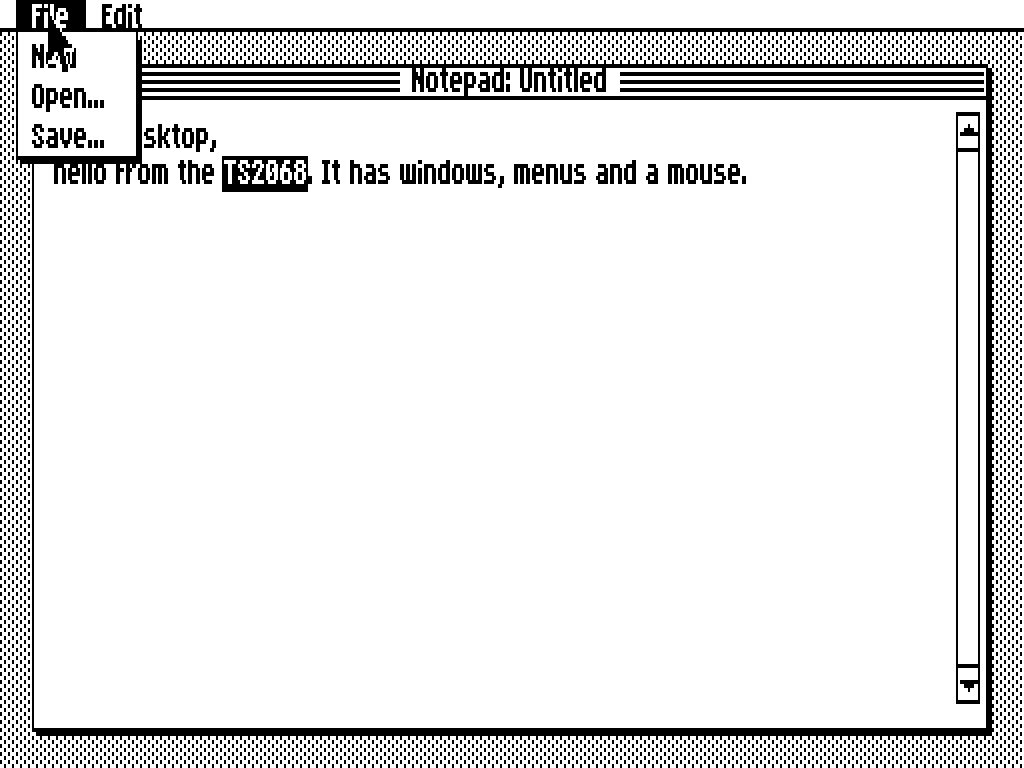 File Edit
New
Open...
Save...
Notepad: Untitled
sktop,
hello from the TS2068. It has windows, menus and a mouse.